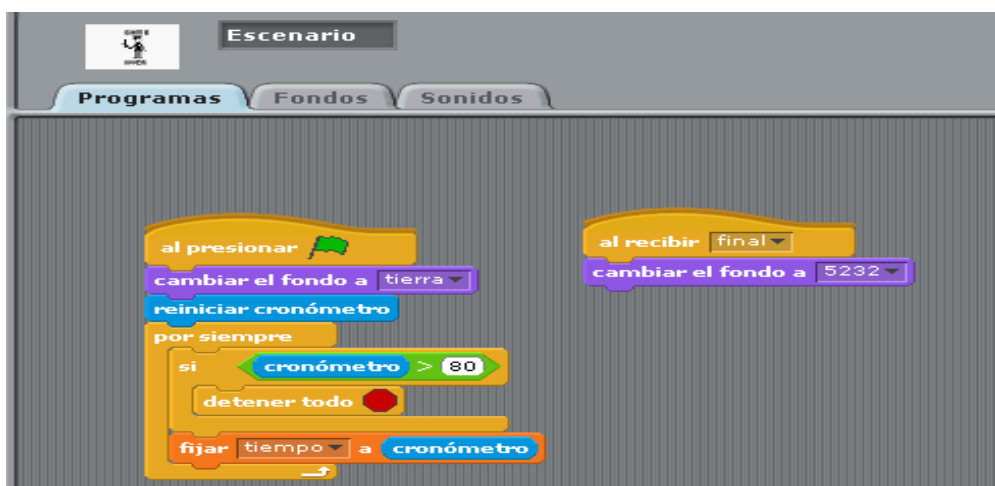 Escenario
Programas Fondos Sonidos
al presionar
cambiar el fondo a tierra
reiniciar cronómetro
por siempre
si cronómetro > 80
detener todo
fijar tiempo a cronómetro
al recibir final
cambiar el fondo a 5232